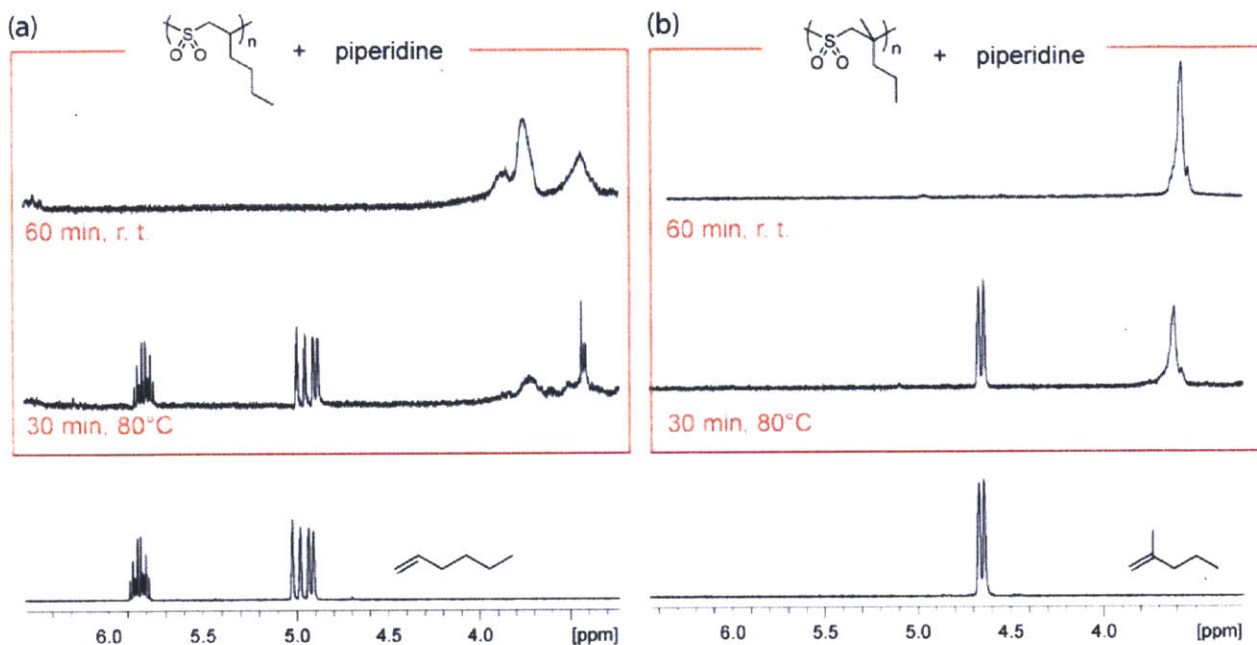 (a)
S
O O
n
+ piperidine
60 min, r. t.
30 min, 80°C
6.0 5.5 5.0 4.5 4.0 [ppm]
(b)
S
O O
n
+ piperidine
60 min, r. t.
30 min, 80°C
6.0 5.5 5.0 4.5 4.0 [ppm]